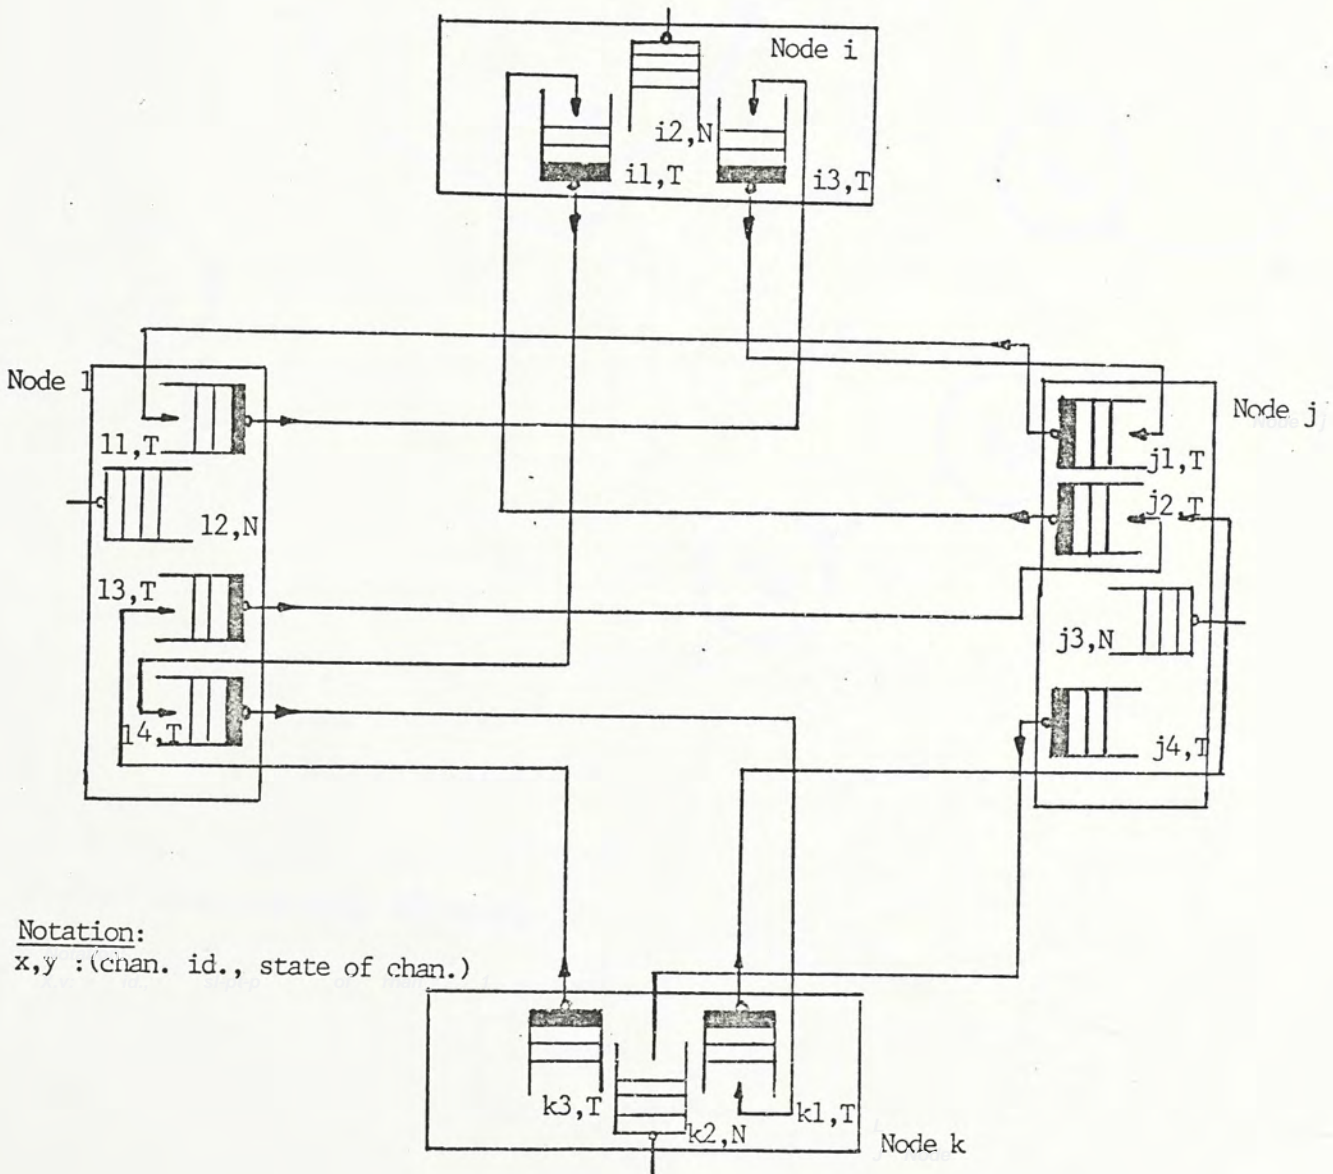 Node i
i2,N
i1,T
i3,T
Node l
Node j
l1,T
j1,T
j2,T
l2,N
l3,T
j3,N
l4,T
j4,T
Notation:
x,y :(chan. id., state of chan.)
k3,T
k2,N
k1,T
Node k